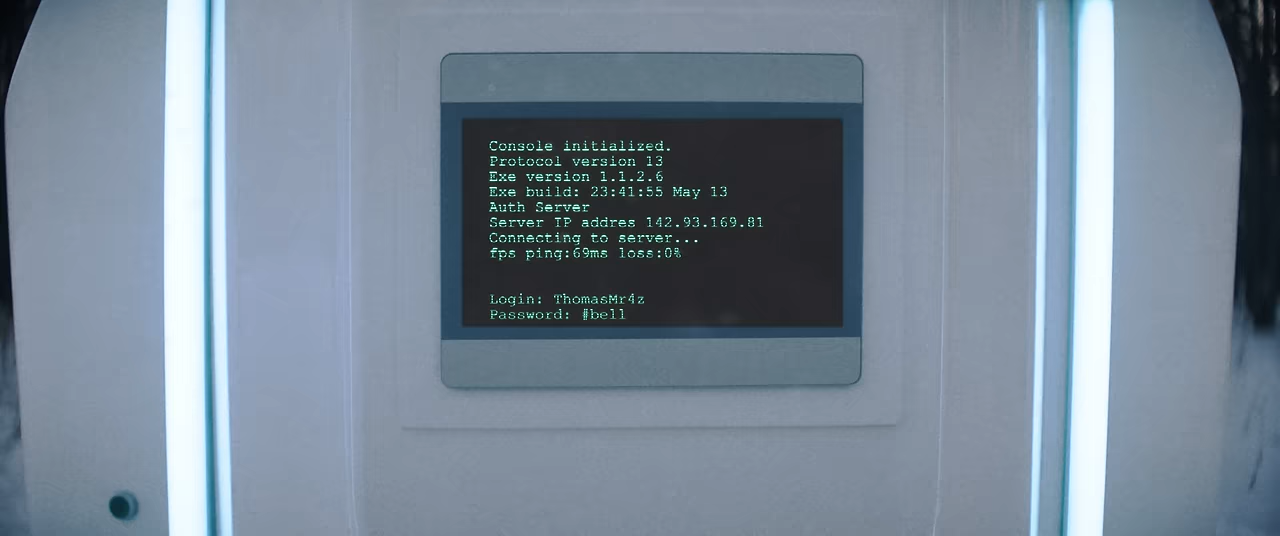 Console initialized.
Protocol version 13
Exe version 1.1.2.6
Exe build: 23:41:55 May 13
Auth Server
Server IP addres 142.93.169.81
Connecting to server...
fps ping:69ms loss:0%
Login: ThomasMr4z
Password: #bell